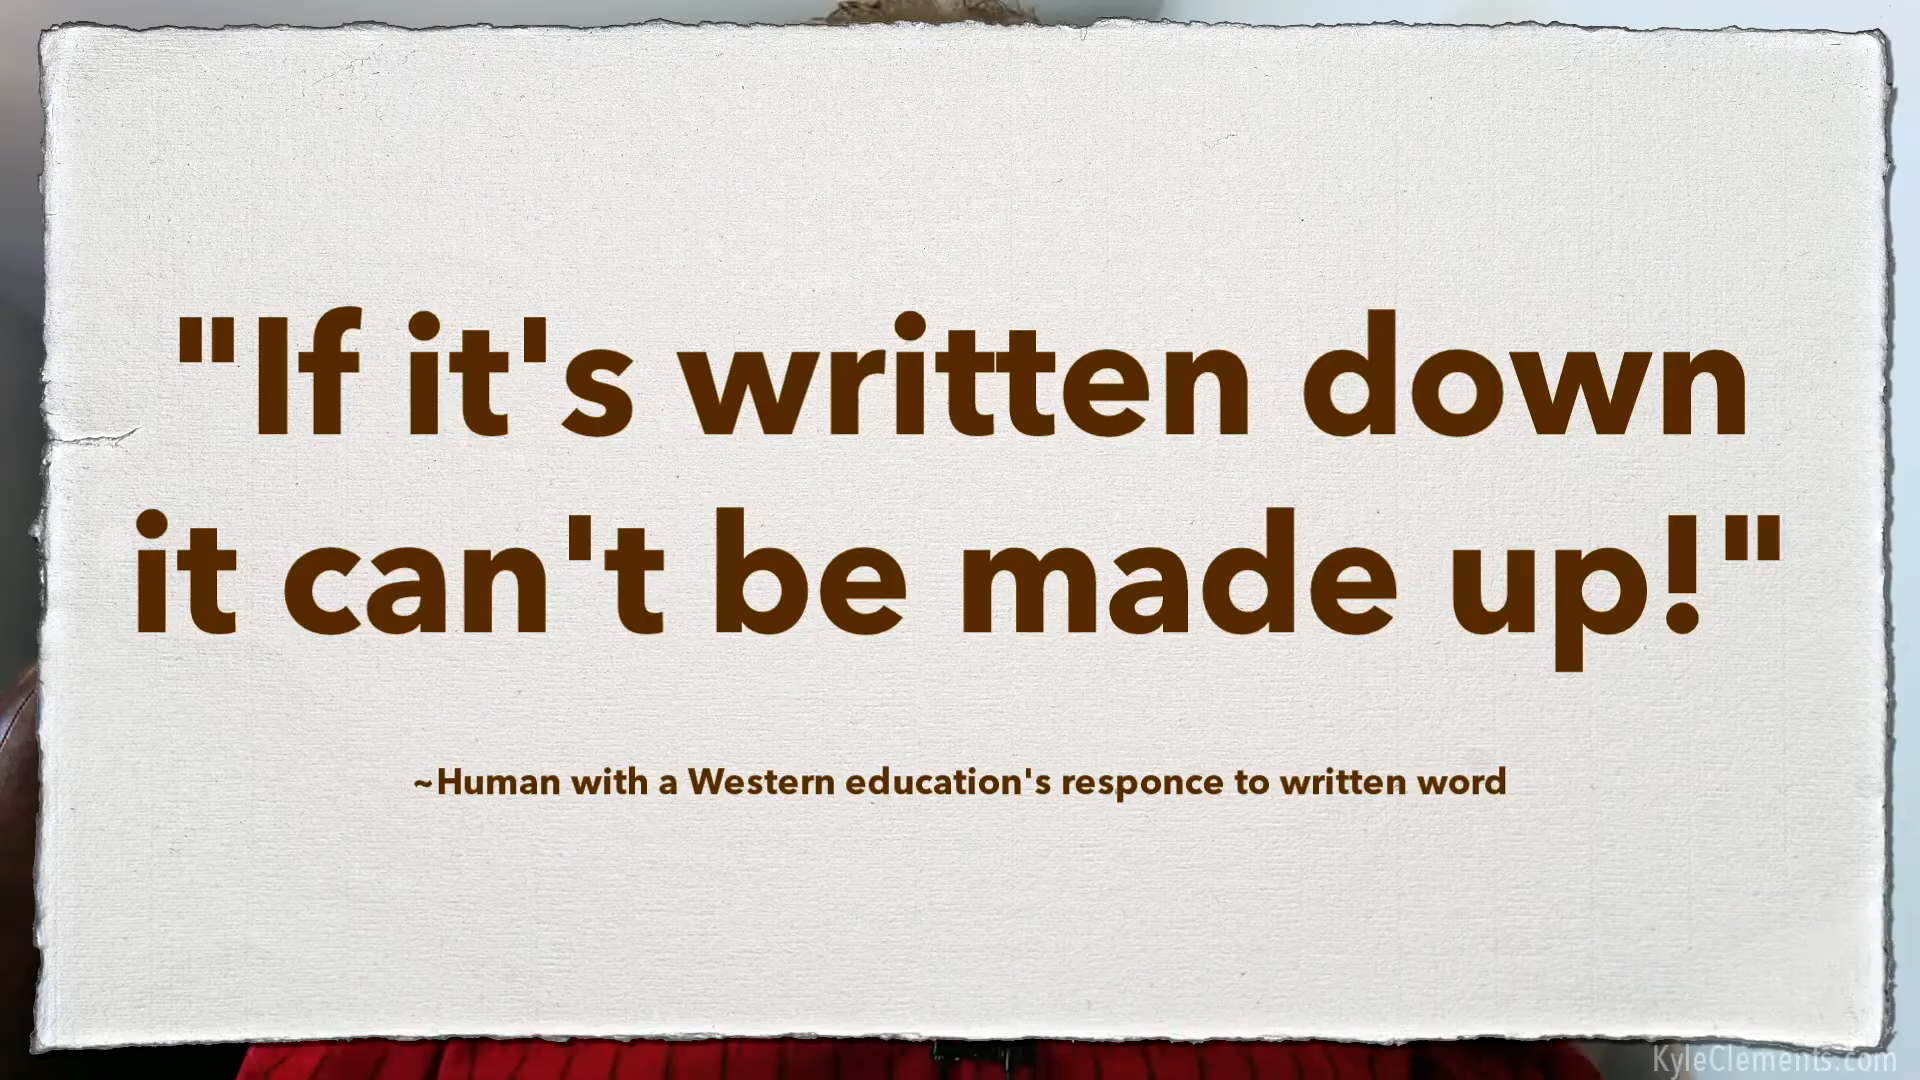 "If it's written down
it can't be made up!"
~Human with a Western education's responce to written word
KyleClements.com